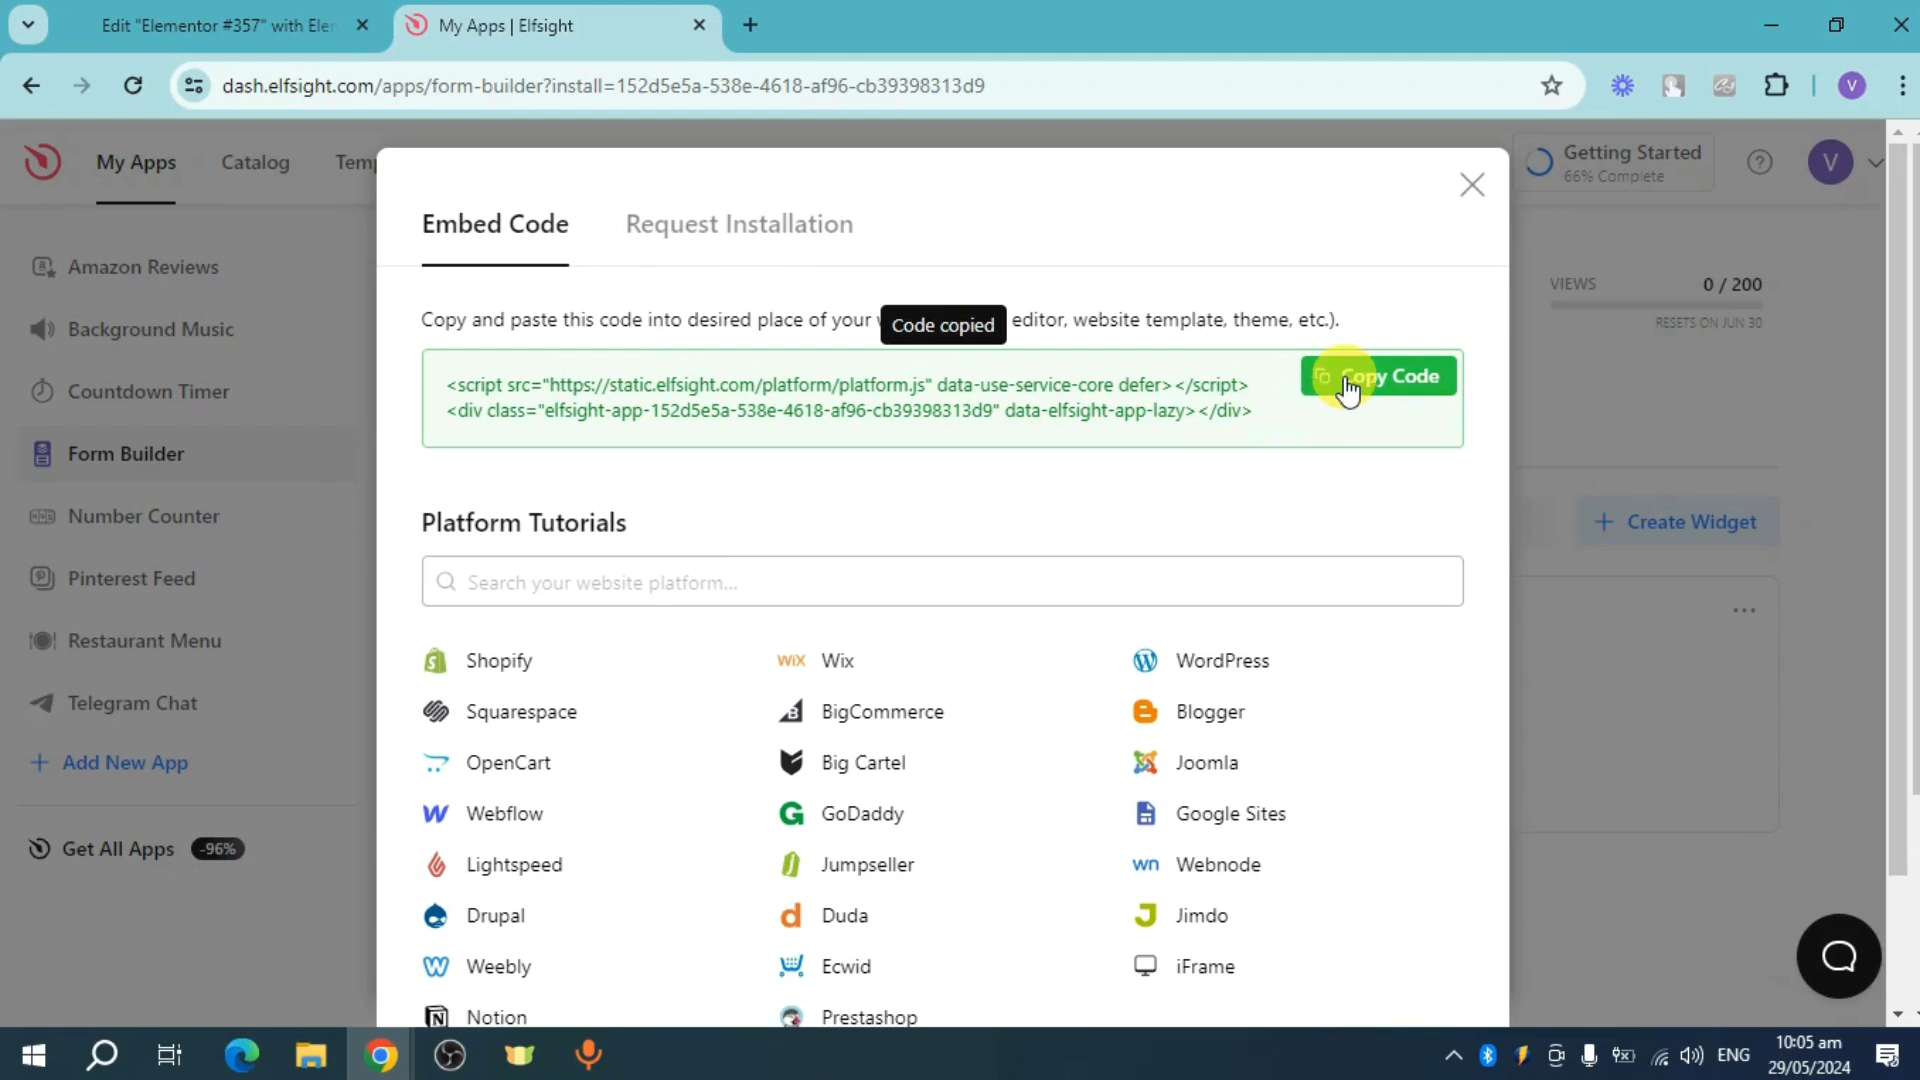 Edit "Elementor #357" with Eler
My Apps | Elfsight
dash.elfsight.com/apps/form-builder?install=152d5e5a-538e-4618-af96-cb39398313d9
V
My Apps
Catalog
Temp
Getting Started
66% Complete
V
Embed Code
Request Installation
Amazon Reviews
Background Music
Countdown Timer
Form Builder
Number Counter
Pinterest Feed
Restaurant Menu
Telegram Chat
Add New App
Get All Apps -96%
VIEWS 0 / 200
RESETS ON JUN 30
Create Widget
Copy and paste this code into desired place of your editor, website template, theme, etc.).
Code copied
<script src="https://static.elfsight.com/platform/platform.js" data-use-service-core defer></script>
<div class="elfsight-app-152d5e5a-538e-4618-af96-cb39398313d9" data-elfsight-app-lazy></div>
Copy Code
Platform Tutorials
Search your website platform...
Shopify
Wix
WordPress
Squarespace
BigCommerce
Blogger
OpenCart
Big Cartel
Joomla
Webflow
GoDaddy
Google Sites
Lightspeed
Jumpseller
Webnode
Drupal
Duda
Jimdo
Weebly
Ecwid
iFrame
Notion
Prestashop
ENG
10:05 am
29/05/2024